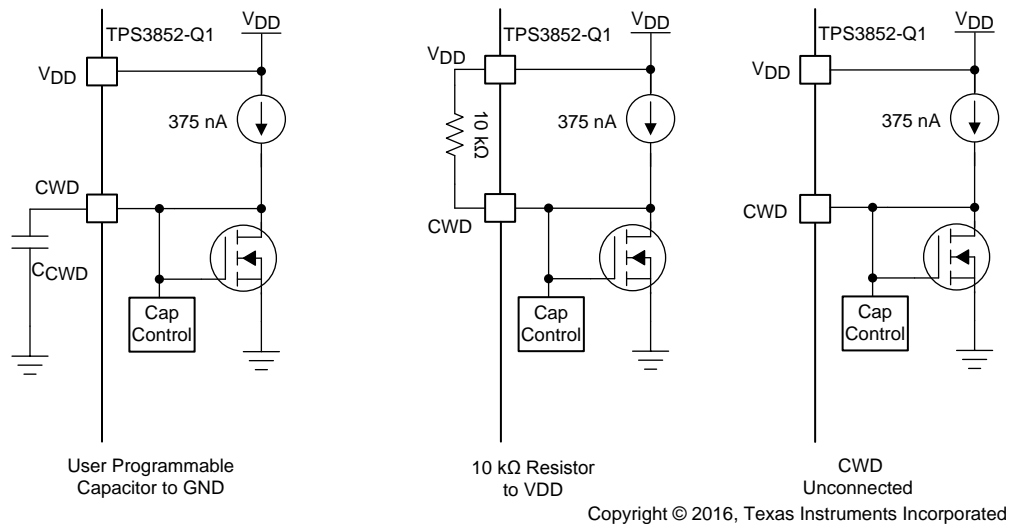 VDD
TPS3852-Q1
VDD
375 nA
CWD
CCWD
Cap
Control
User Programmable
Capacitor to GND
VDD
TPS3852-Q1
VDD
10 kΩ
375 nA
CWD
Cap
Control
10 kΩ Resistor
to VDD
VDD
TPS3852-Q1
VDD
375 nA
CWD
Cap
Control
CWD
Unconnected
Copyright © 2016, Texas Instruments Incorporated